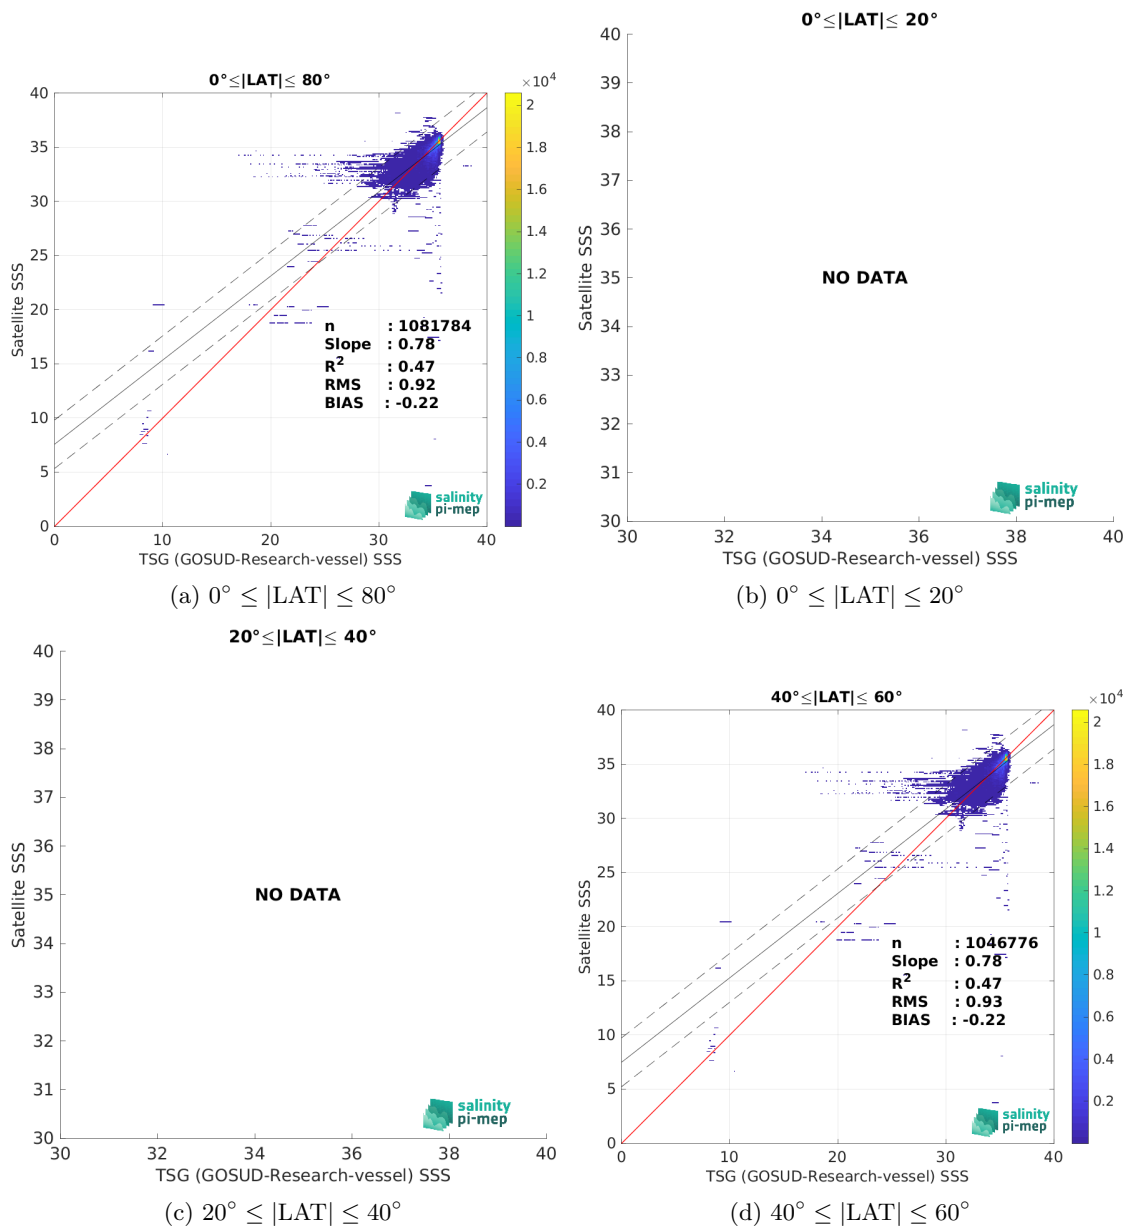 0°≤|LAT|≤ 80°
×10⁴
40
35
30
25
20
15
10
5
0
Satellite SSS
n : 1081784
Slope : 0.78
R² : 0.47
RMS : 0.92
BIAS : -0.22
salinity
pi-mep
2
1.8
1.6
1.4
1.2
1
0.8
0.6
0.4
0.2
0 10 20 30 40
TSG (GOSUD-Research-vessel) SSS
(a) 0° ≤ |LAT| ≤ 80°
0°≤|LAT|≤ 20°
40
39
38
37
36
35
34
33
32
31
30
Satellite SSS
NO DATA
salinity
pi-mep
30 32 34 36 38 40
TSG (GOSUD-Research-vessel) SSS
(b) 0° ≤ |LAT| ≤ 20°
20°≤|LAT|≤ 40°
40
39
38
37
36
35
34
33
32
31
30
Satellite SSS
NO DATA
salinity
pi-mep
30 32 34 36 38 40
TSG (GOSUD-Research-vessel) SSS
(c) 20° ≤ |LAT| ≤ 40°
40°≤|LAT|≤ 60°
×10⁴
40
35
30
25
20
15
10
5
0
Satellite SSS
n : 1046776
Slope : 0.78
R² : 0.47
RMS : 0.93
BIAS : -0.22
salinity
pi-mep
2
1.8
1.6
1.4
1.2
1
0.8
0.6
0.4
0.2
0 10 20 30 40
TSG (GOSUD-Research-vessel) SSS
(d) 40° ≤ |LAT| ≤ 60°